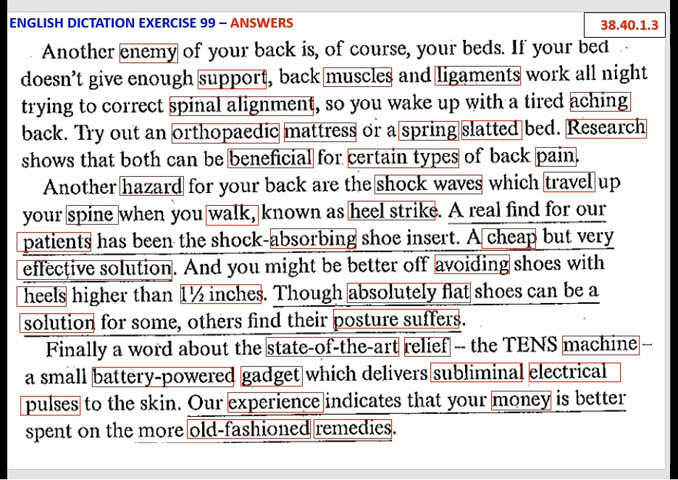 ENGLISH DICTATION EXERCISE 99 – ANSWERS
38.40.1.3
Another enemy of your back is, of course, your beds. If your bed
doesn't give enough support, back muscles and ligaments work all night
trying to correct spinal alignment, so you wake up with a tired aching
back. Try out an orthopaedic mattress or a spring slatted bed. Research
shows that both can be beneficial for certain types of back pain.
Another hazard for your back are the shock waves which travel up
your spine when you walk, known as heel strike. A real find for our
patients has been the shock-absorbing shoe insert. A cheap but very
effective solution. And you might be better off avoiding shoes with
heels higher than 1½ inches. Though absolutely flat shoes can be a
solution for some, others find their posture suffers.
Finally a word about the state-of-the-art relief – the TENS machine –
a small battery-powered gadget which delivers subliminal electrical
pulses to the skin. Our experience indicates that your money is better
spent on the more old-fashioned remedies.